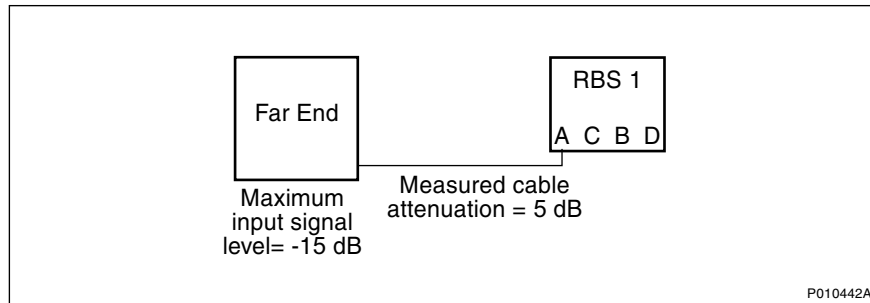 Far End
RBS 1
A C B D
Maximum
input signal
level= -15 dB
Measured cable
attenuation = 5 dB
P010442A